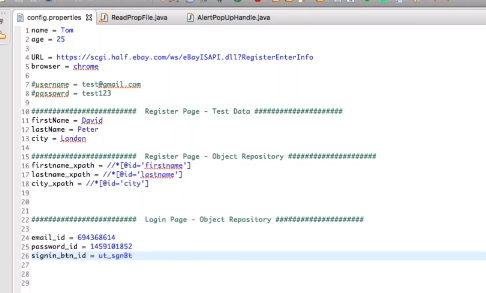 config.properties
ReadPropFile.java
AlertPopUpHandle.java
1 name = Tom
2 age = 25
3
4 URL = https://scgi.half.ebay.com/ws/eBayISAPI.dll?RegisterEnterInfo
5 browser = chrome
6
7 #username = test@gmail.com
8 #passowrd = test123
9
10 ######################### Register Page - Test Data #####################
11 firstName = David
12 lastName = Peter
13 city = London
14
15 ######################### Register Page - Object Repository #####################
16 firstname_xpath = //*[@id='firstname']
17 lastname_xpath = //*[@id='lastname']
18 city_xpath = //*[@id='city']
19
20
21
22 ######################### Login Page - Object Repository #####################
23
24 email_id = 694368614
25 password_id = 1459101852
26 signin_btn_id = ut_sgnBt
27
28
29